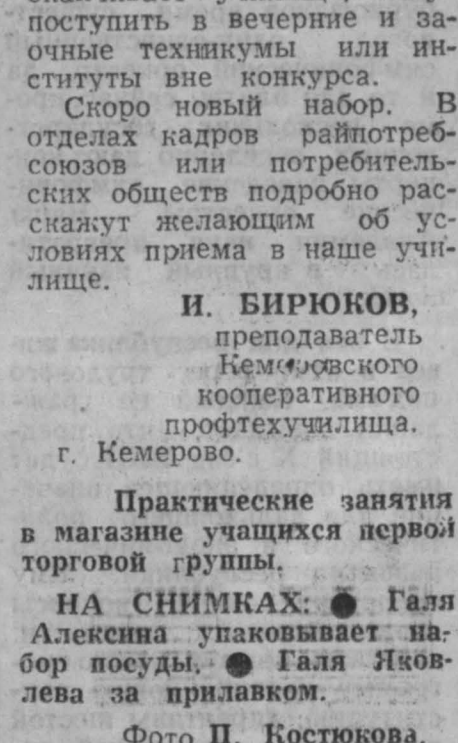 поступить в вечерние и за-
очные техникумы или ин-
ституты вне конкурса.
Скоро новый набор. В
отделах кадров райпотреб-
союзов или потребитель-
ских обществ подробно рас-
скажут желающим об ус-
ловиях приема в наше учи-
лище.
И. БИРЮКОВ,
преподаватель
Кемеровского
кооперативного
профтехучилища.
г. Кемерово.
Практические занятия
в магазине учащихся первой
торговой группы.
НА СНИМКАХ: ● Галя
Алексина упаковывает на-
бор посуды. ● Галя Яков-
лева за прилавком.
Фото П. Костюкова.